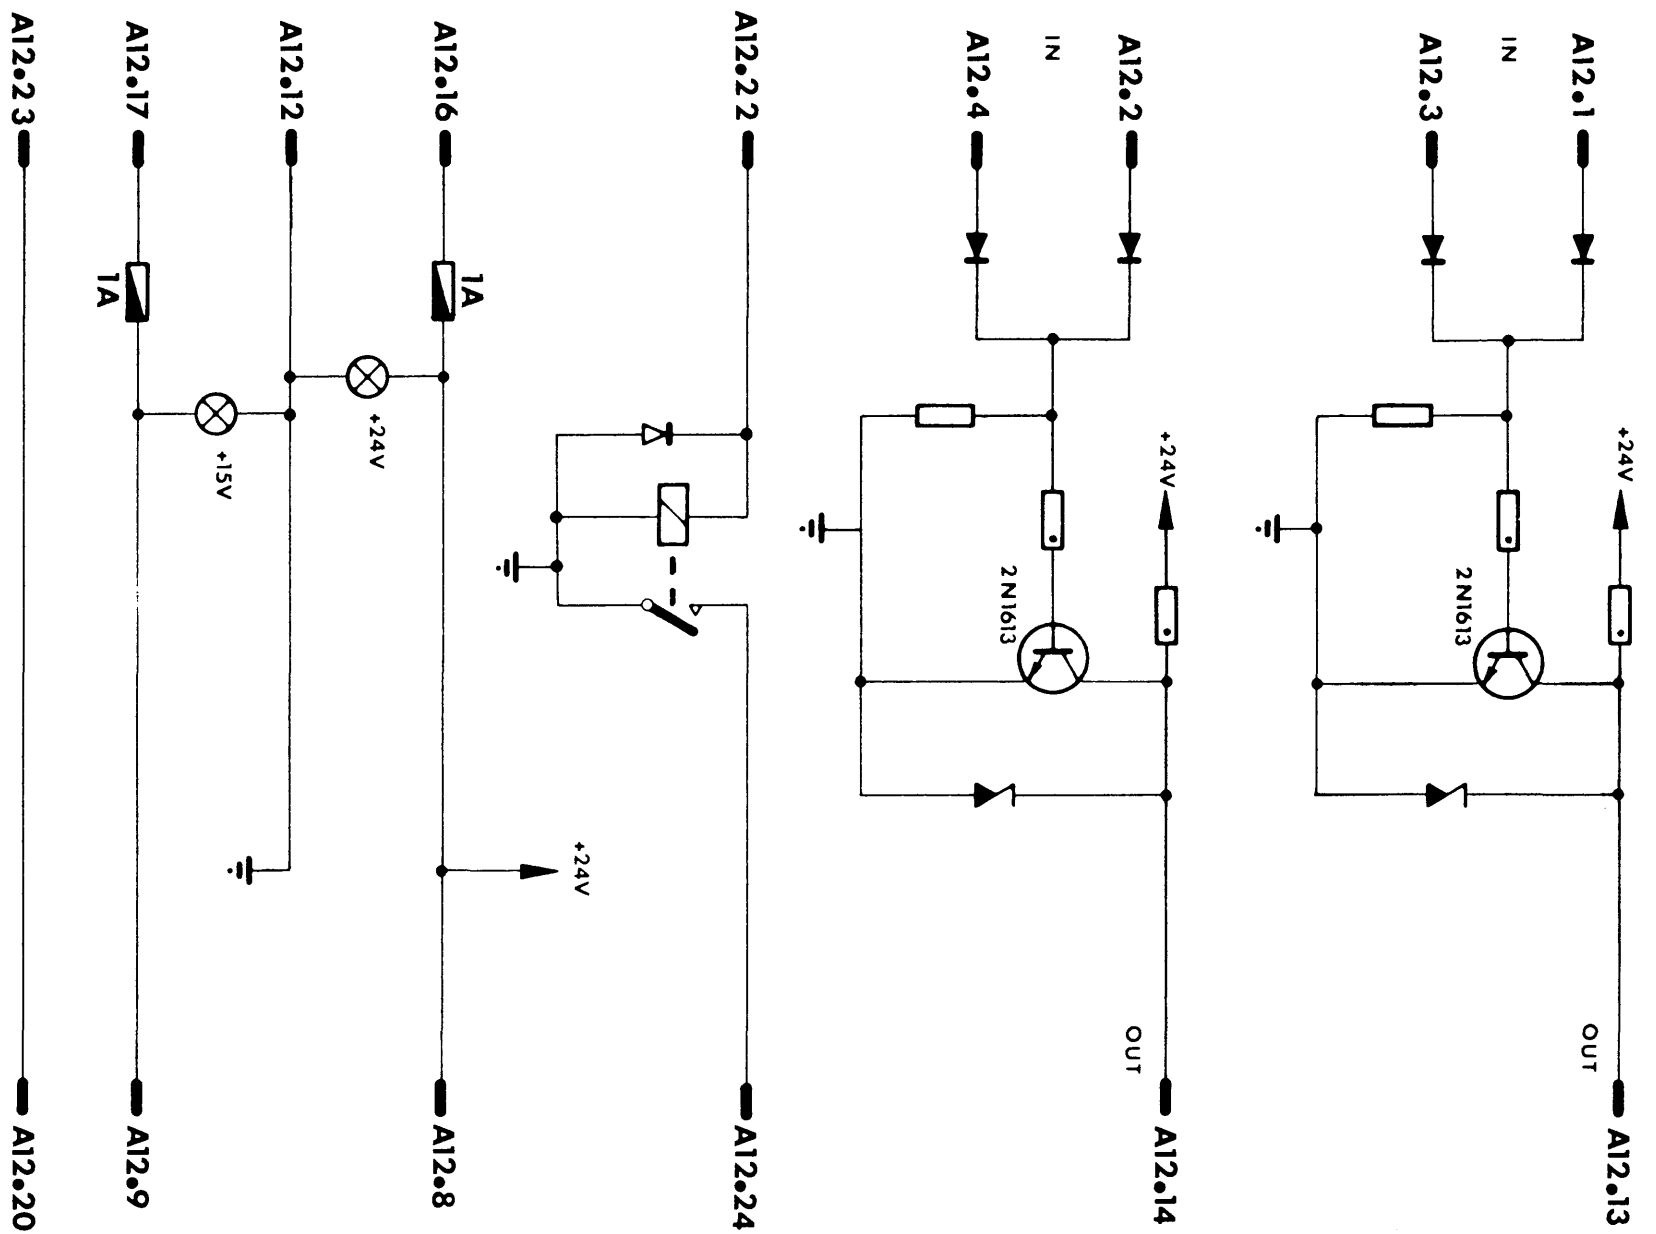 A12.1
IN
A12.3
+24V
2N1613
OUT
A12.13
A12.2
IN
A12.4
+24V
2N1613
OUT
A12.14
A12.22
A12.24
A12.16
1A
+24V
+24V
A12.8
A12.12
A12.17
1A
+15V
A12.9
A12.23
A12.20